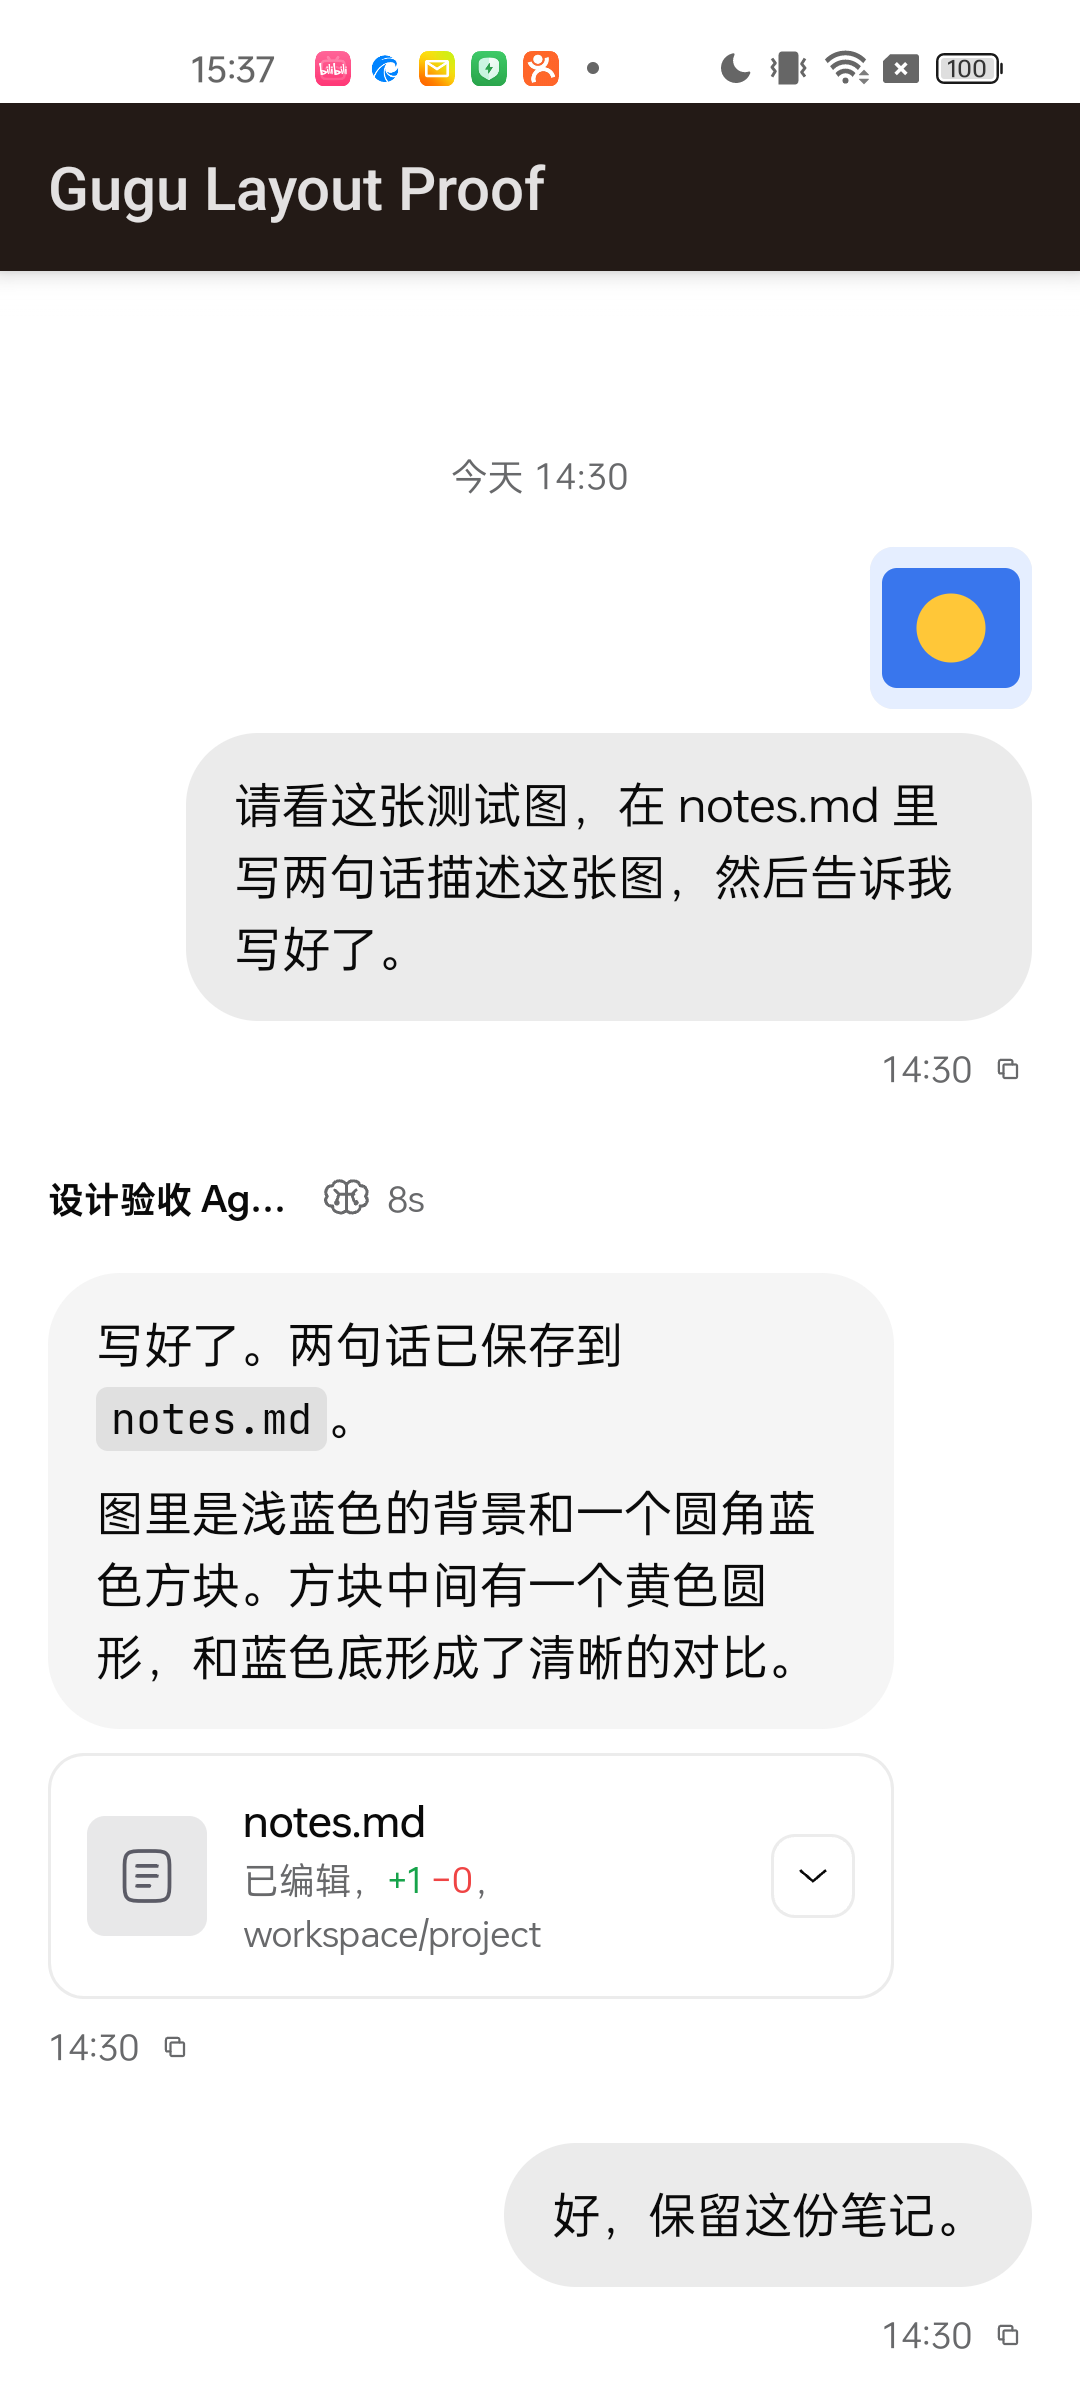 15:37
bilibili
100
Gugu Layout Proof
今天 14:30
请看这张测试图，在 notes.md 里
写两句话描述这张图，然后告诉我
写好了。
14:30
设计验收 Ag...
8s
写好了。两句话已保存到
notes.md。
图里是浅蓝色的背景和一个圆角蓝
色方块。方块中间有一个黄色圆
形，和蓝色底形成了清晰的对比。
notes.md
已编辑，+1 −0，
workspace/project
14:30
好，保留这份笔记。
14:30